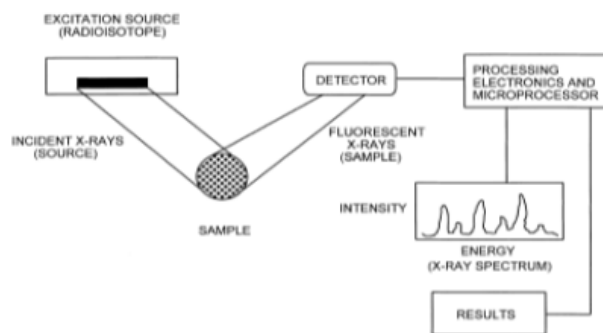 EXCITATION SOURCE
(RADIOISOTOPE)
DETECTOR
PROCESSING
ELECTRONICS AND
MICROPROCESSOR
INCIDENT X-RAYS
(SOURCE)
FLUORESCENT
X-RAYS
(SAMPLE)
SAMPLE
INTENSITY
ENERGY
(X-RAY SPECTRUM)
RESULTS